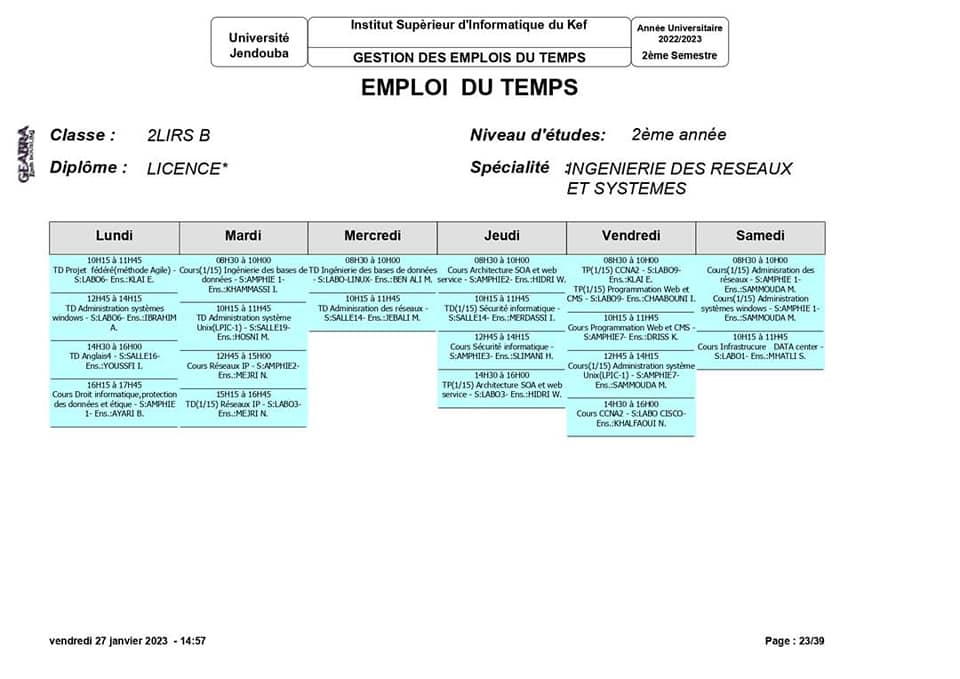 Université
Jendouba
Institut Supèrieur d'Informatique du Kef
GESTION DES EMPLOIS DU TEMPS
Année Universitaire
2022/2023
2ème Semestre
EMPLOI DU TEMPS
GEABRA
Classe : 2LIRS B
Niveau d'études: 2ème année
Diplôme : LICENCE*
Spécialité :INGENIERIE DES RESEAUX
ET SYSTEMES
Lundi
10H15 à 11H45
TD Projet fédéré(méthode Agile) -
S:LABO6- Ens.:KLAI E.
12H45 à 14H15
TD Administration systèmes
windows - S:LABO6- Ens.:IBRAHIM
A.
14H30 à 16H00
TD Anglais4 - S:SALLE16-
Ens.:YOUSSFI I.
16H15 à 17H45
Cours Droit informatique,protection
des données et étique - S:AMPHIE
1- Ens.:AYARI B.
Mardi
08H30 à 10H00
Cours(1/15) Ingénierie des bases de
données - S:AMPHIE 1-
Ens.:KHAMMASSI I.
10H15 à 11H45
TD Administration système
Unix(LPIC-1) - S:SALLE19-
Ens.:HOSNI M.
12H45 à 15H00
Cours Réseaux IP - S:AMPHIE2-
Ens.:MEJRI N.
15H15 à 16H45
TD(1/15) Réseaux IP - S:LABO3-
Ens.:MEJRI N.
Mercredi
08H30 à 10H00
TD Ingénierie des bases de données
- S:LABO-LINUX- Ens.:BEN ALI M.
10H15 à 11H45
TD Adminisration des réseaux -
S:SALLE14- Ens.:JEBALI M.
Jeudi
08H30 à 10H00
Cours Architecture SOA et web
service - S:AMPHIE2- Ens.:HIDRI W.
10H15 à 11H45
TD(1/15) Sécurité informatique -
S:SALLE14- Ens.:MERDASSI I.
12H45 à 14H15
Cours Sécurité informatique -
S:AMPHIE3- Ens.:SLIMANI H.
14H30 à 16H00
TP(1/15) Architecture SOA et web
service - S:LABO3- Ens.:HIDRI W.
Vendredi
08H30 à 10H00
TP(1/15) CCNA2 - S:LABO9-
Ens.:KLAI E.
TP(1/15) Programmation Web et
CMS - S:LABO9- Ens.:CHAABOUNI I.
10H15 à 11H45
Cours Programmation Web et CMS -
S:AMPHIE7- Ens.:DRISS K.
12H45 à 14H15
Cours(1/15) Administration système
Unix(LPIC-1) - S:AMPHIE7-
Ens.:SAMMOUDA M.
14H30 à 16H00
Cours CCNA2 - S:LABO CISCO-
Ens.:KHALFAOUI N.
Samedi
08H30 à 10H00
Cours(1/15) Adminisration des
réseaux - S:AMPHIE 1-
Ens.:SAMMOUDA M.
Cours(1/15) Administration
systèmes windows - S:AMPHIE 1-
Ens.:SAMMOUDA M.
10H15 à 11H45
Cours Infrastrucure DATA center -
S:LABO1- Ens.:MHATLI S.
vendredi 27 janvier 2023 - 14:57
Page : 23/39